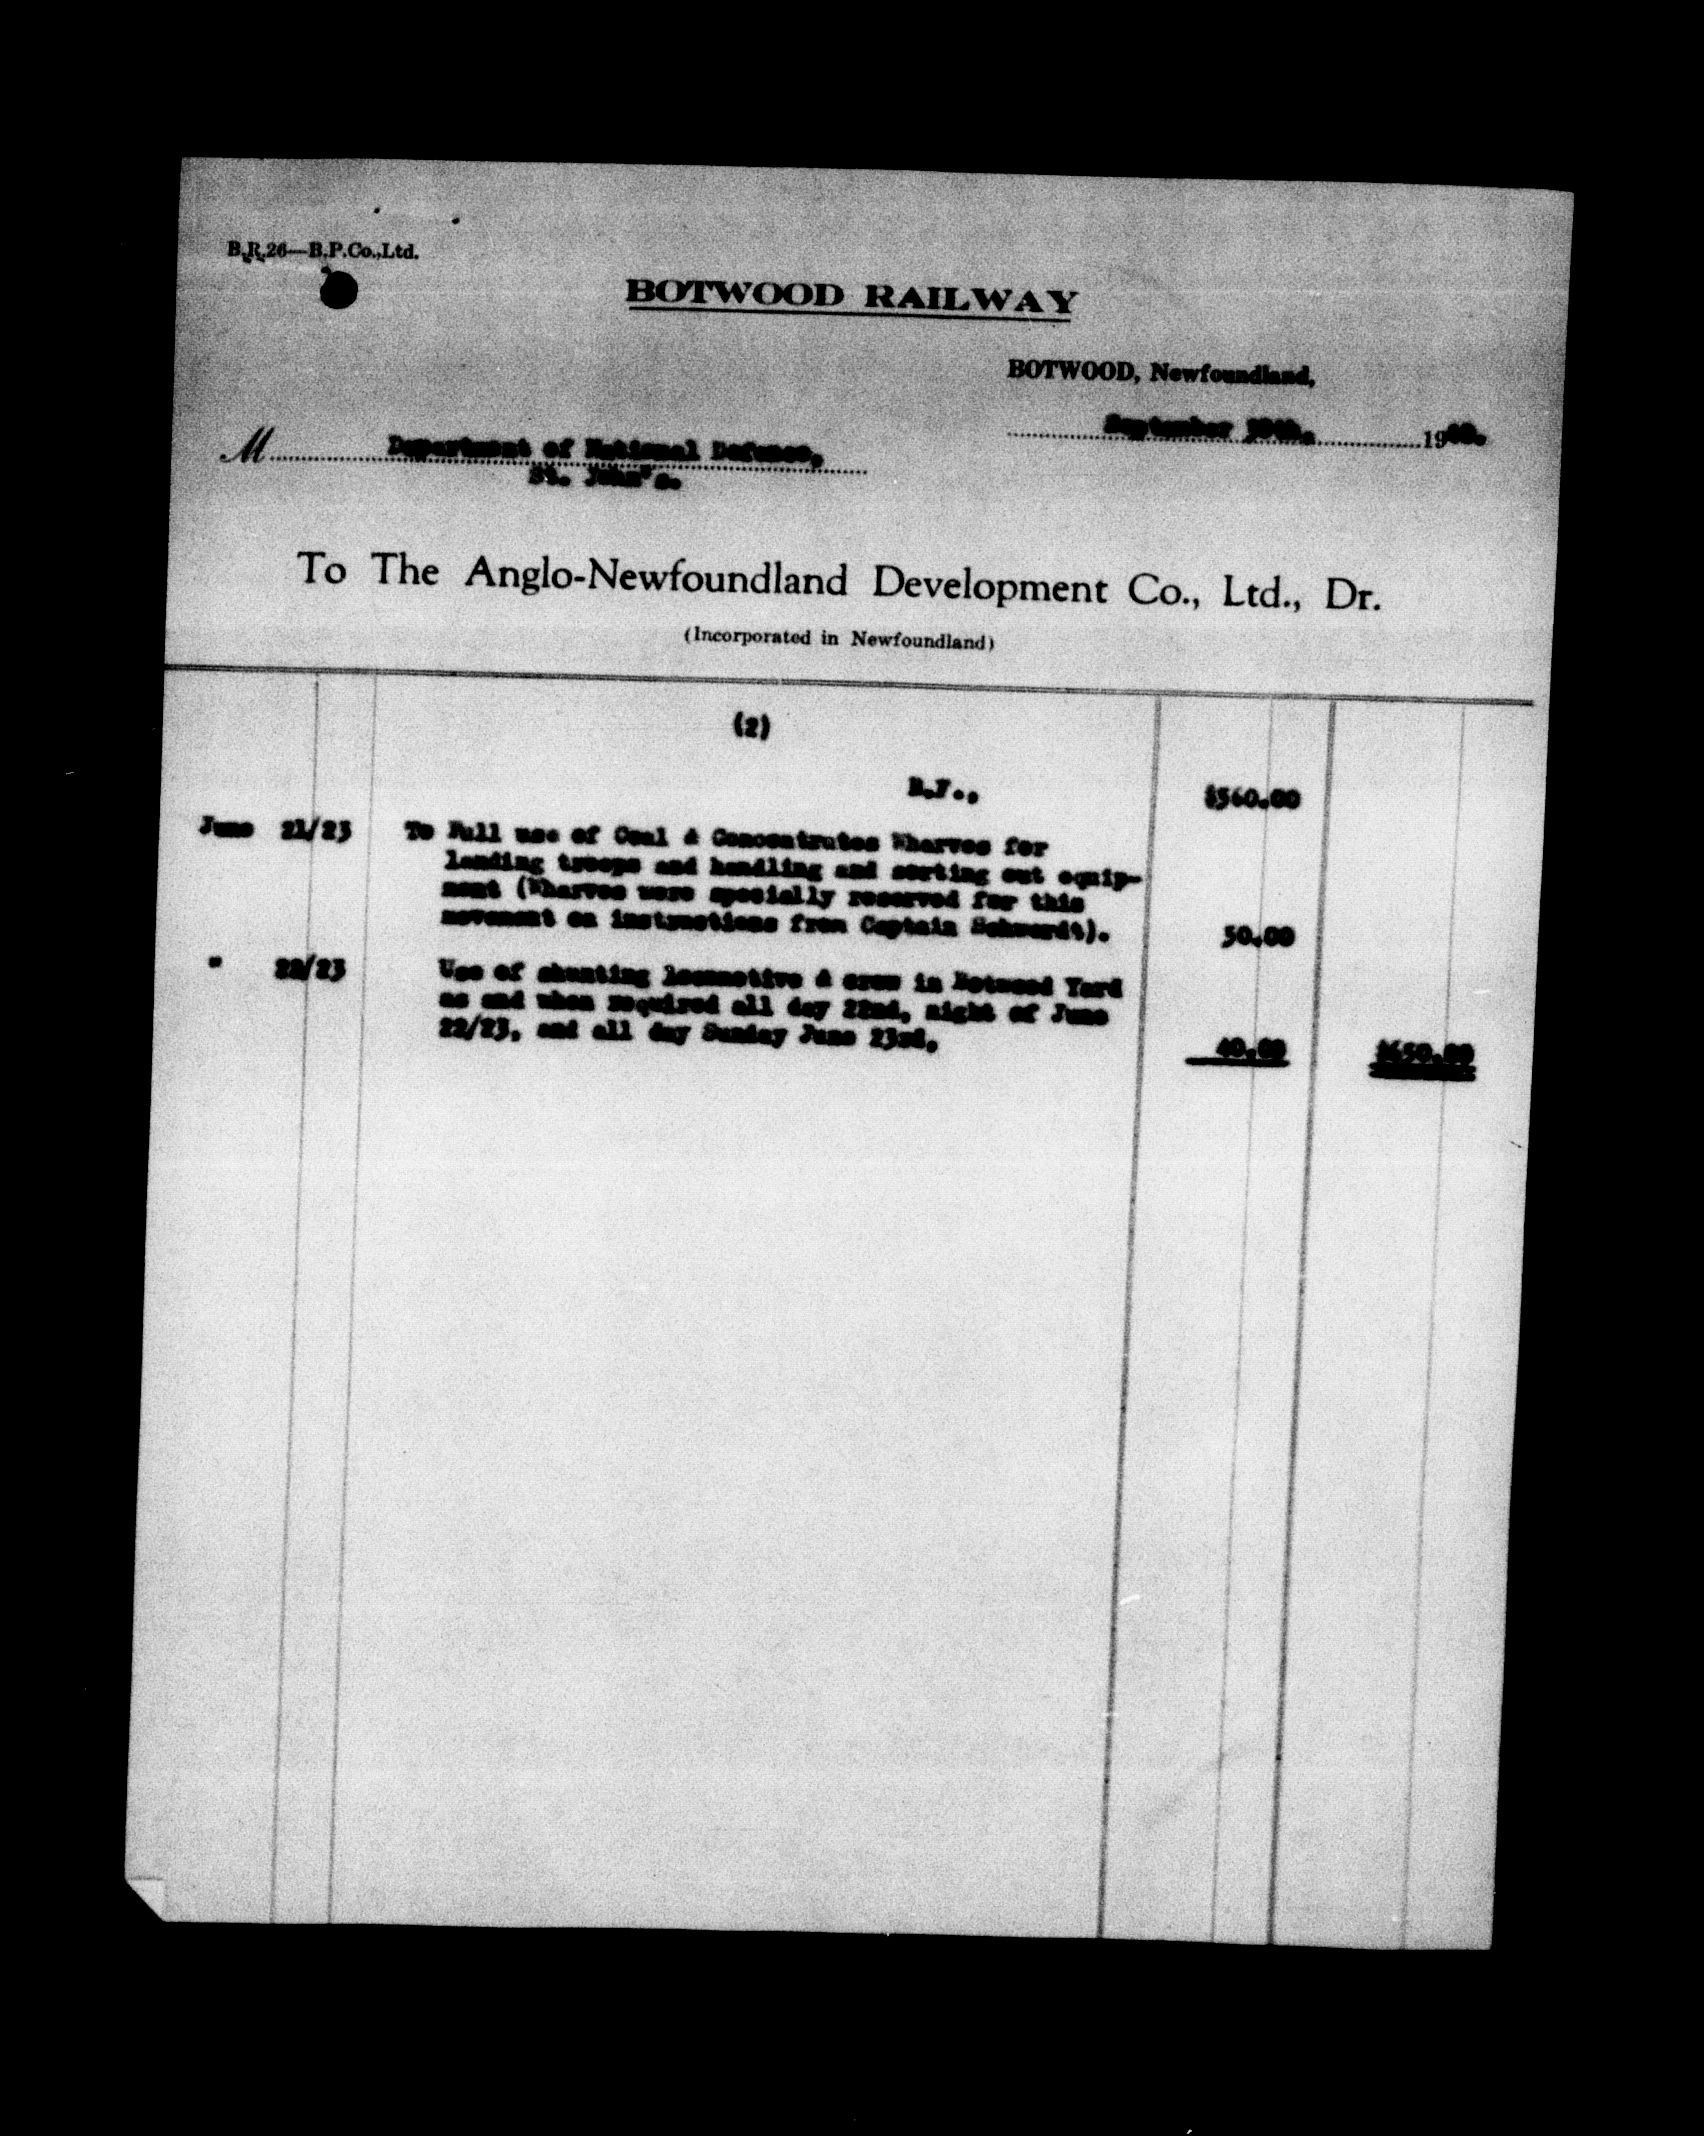 B.R.26—B.P.Co.,Ltd.
BOTWOOD RAILWAY
BOTWOOD, Newfoundland,
September 30th, 1940.
M Department of National Defence,
St. John's.
To The Anglo-Newfoundland Development Co., Ltd., Dr.
(Incorporated in Newfoundland)
(2)
B.F., $560.00
June 21/23 To Full use of Coal & Concentrates Wharves for
landing troops and handling and sorting out equip-
ment (Wharves were specially reserved for this
movement on instructions from Captain Schwerdt). 50.00
" 22/23 Use of shunting locomotive & crew in Botwood Yard
as and when required all day 22nd, night of June
22/23, and all day Sunday June 23rd. 40.00 $650.00